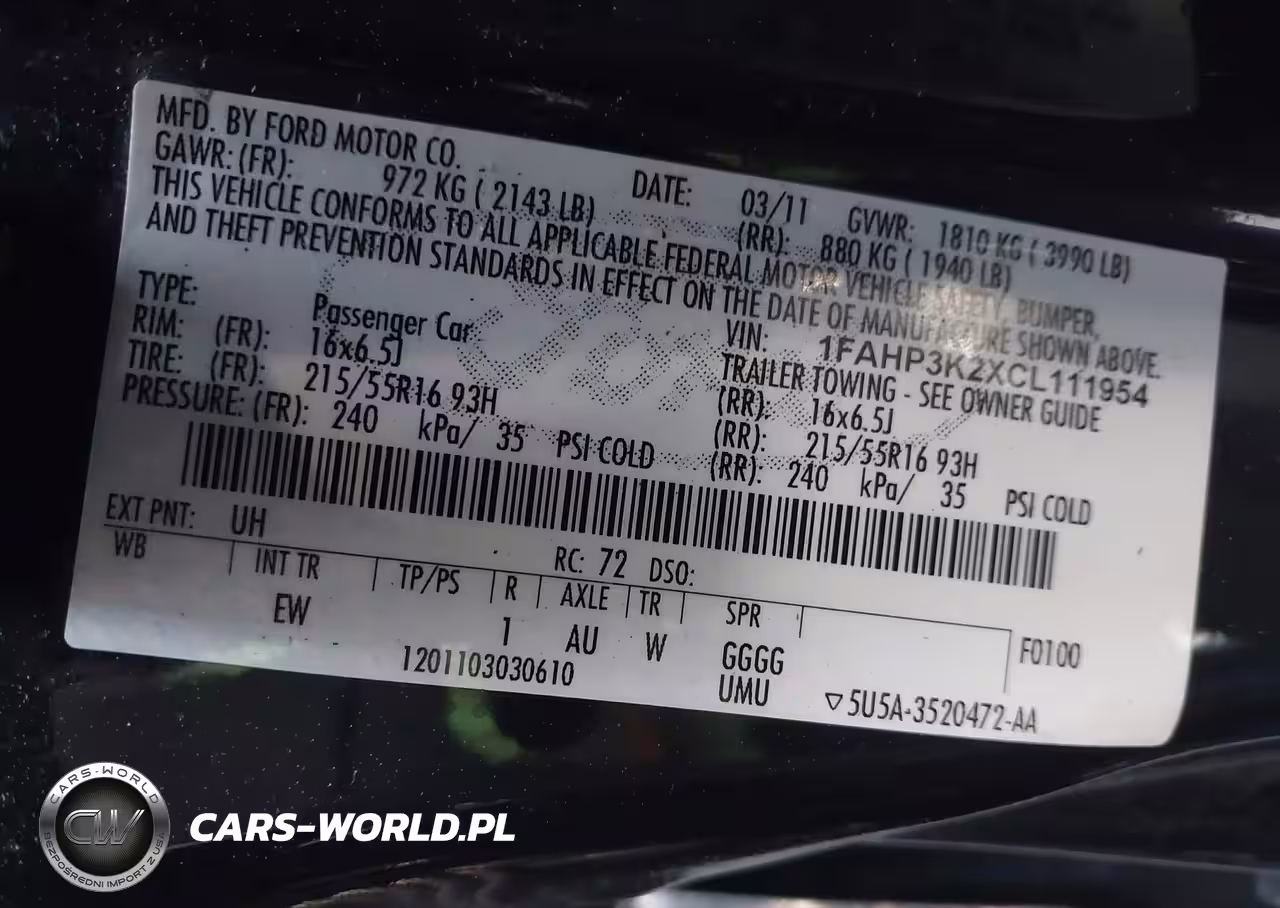 MFD. BY FORD MOTOR CO.
DATE: 03/11 GVWR: 1810 KG ( 3990 LB)
GAWR: (FR): 972 KG ( 2143 LB) (RR): 880 KG ( 1940 LB)
THIS VEHICLE CONFORMS TO ALL APPLICABLE FEDERAL MOTOR VEHICLE SAFETY, BUMPER,
AND THEFT PREVENTION STANDARDS IN EFFECT ON THE DATE OF MANUFACTURE SHOWN ABOVE.
VIN: 1FAHP3K2XCL111954
TYPE: Passenger Car TRAILER TOWING - SEE OWNER GUIDE
RIM: (FR): 16x6.5J (RR): 16x6.5J
TIRE: (FR): 215/55R16 93H (RR): 215/55R16 93H
PRESSURE: (FR): 240 kPa/ 35 PSI COLD (RR): 240 kPa/ 35 PSI COLD
EXT PNT: UH RC: 72 DSO:
WB INT TR TP/PS R AXLE TR SPR
EW 1 AU W GGGG F0100
1201103030610 UMU ▽5U5A-3520472-AA
CARS-WORLD
CW
BEZPOŚREDNI IMPORT Z USA
CARS-WORLD.PL